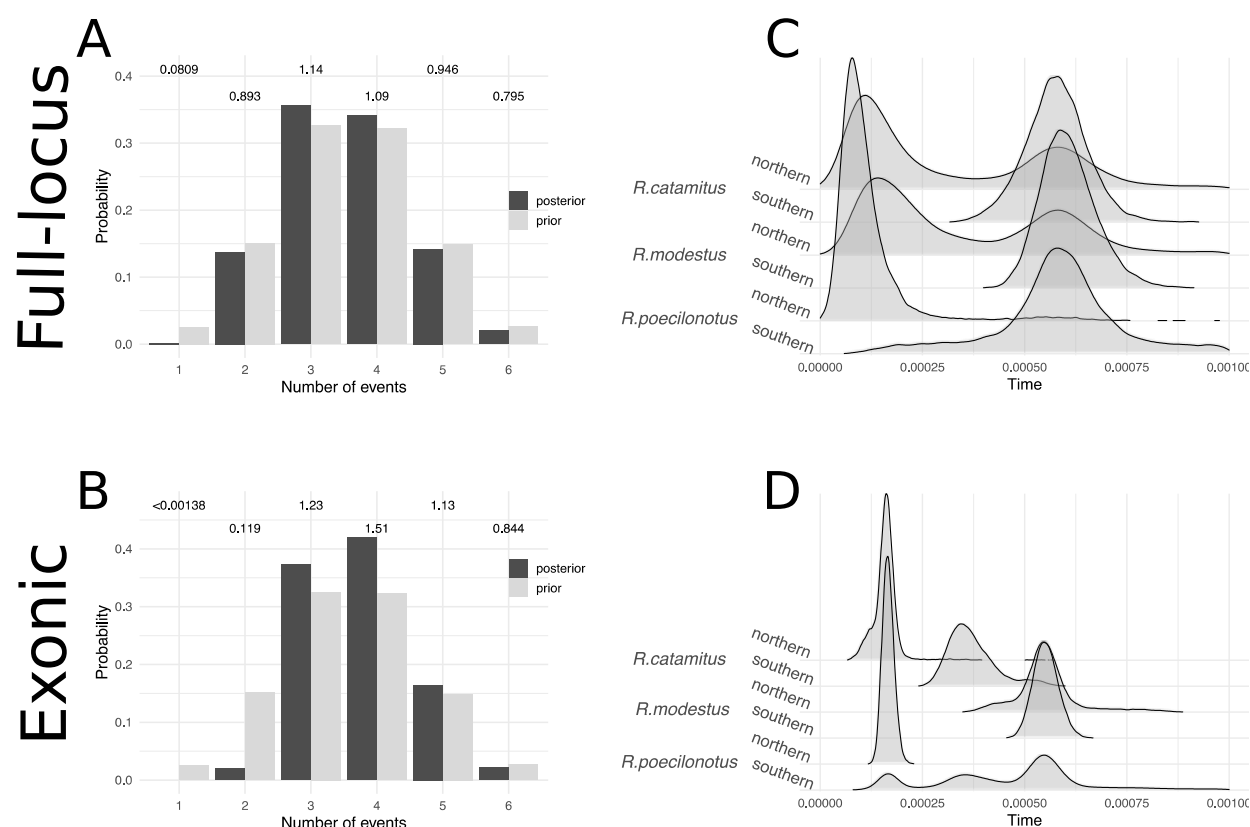 Full-locus
A
0.0809
1.14
0.946
0.893
1.09
0.795
0.4
0.3
0.2
0.1
0.0
Probability
posterior
prior
1 2 3 4 5 6
Number of events
C
northern
R.catamitus
southern
northern
R.modestus
southern
northern
R.poecilonotus
southern
0.00000 0.00025 0.00050 0.00075 0.00100
Time
Exonic
B
<0.00138
1.23
1.13
0.119
1.51
0.844
0.4
0.3
0.2
0.1
0.0
Probability
posterior
prior
1 2 3 4 5 6
Number of events
D
northern
R.catamitus
southern
northern
R.modestus
southern
northern
R.poecilonotus
southern
0.00000 0.00025 0.00050 0.00075 0.00100
Time